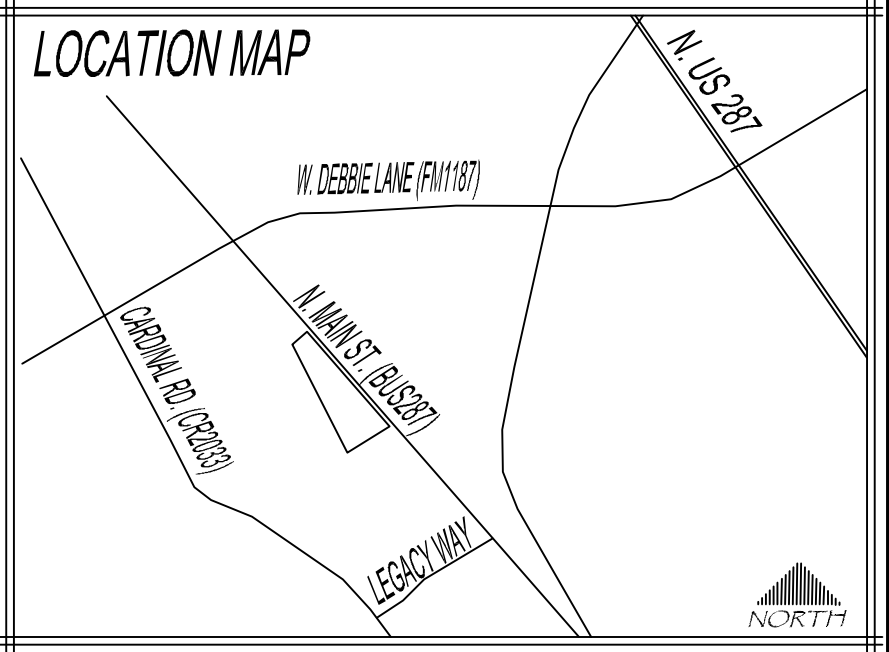 LOCATION MAP
N. US 287
W. DEBBIE LANE (FM1187)
N. MAIN ST. (BUS287)
CARDINAL RD. (CR2033)
LEGACY WAY
NORTH